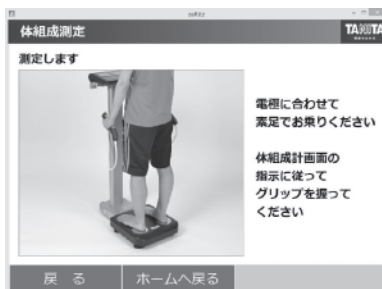 体組成測定
TANITA
測定します
電極に合わせて
素足でお乗りください
体組成計画面の
指示に従って
グリップを握って
ください
戻 る
ホームへ戻る